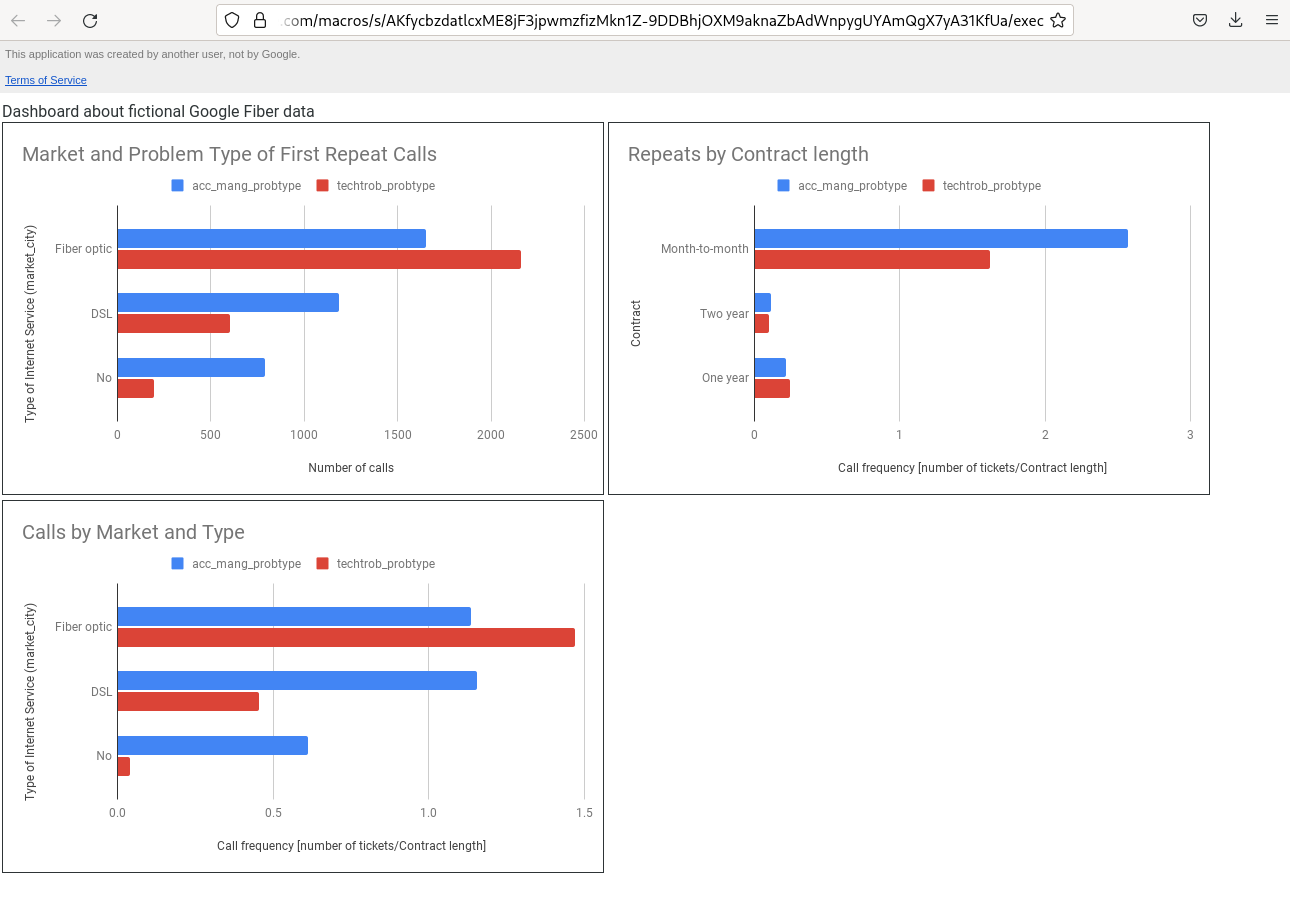 .com/macros/s/AKfycbzdatlcxME8jF3jpwmzfizMkn1Z-9DDBhjOXM9aknaZbAdWnpygUYAmQgX7yA31KfUa/exec
This application was created by another user, not by Google.
Terms of Service
Dashboard about fictional Google Fiber data
Market and Problem Type of First Repeat Calls
acc_mang_probtype techtrob_probtype
Type of Internet Service (market_city)
Fiber optic
DSL
No
0 500 1000 1500 2000 2500
Number of calls
Repeats by Contract length
acc_mang_probtype techtrob_probtype
Contract
Month-to-month
Two year
One year
0 1 2 3
Call frequency [number of tickets/Contract length]
Calls by Market and Type
acc_mang_probtype techtrob_probtype
Type of Internet Service (market_city)
Fiber optic
DSL
No
0.0 0.5 1.0 1.5
Call frequency [number of tickets/Contract length]